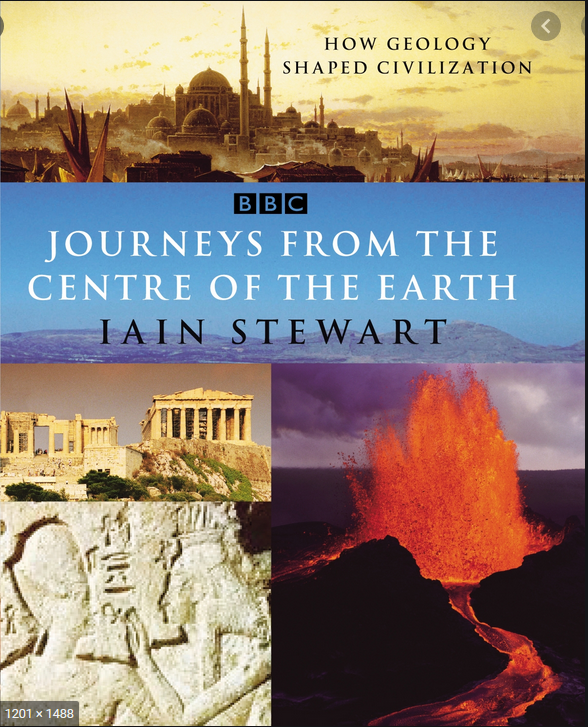 HOW GEOLOGY
SHAPED CIVILIZATION
BBC
JOURNEYS FROM THE
CENTRE OF THE EARTH
IAIN STEWART
1201 × 1488